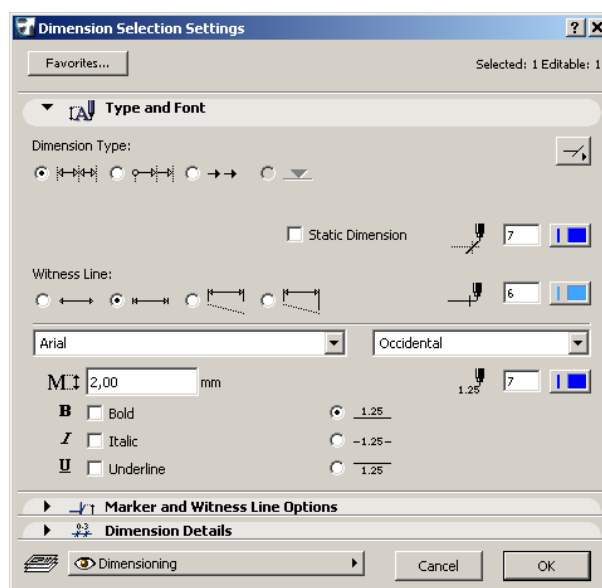 Dimension Selection Settings
Favorites...
Selected: 1 Editable: 1
Type and Font
Dimension Type:
Static Dimension
7
Witness Line:
6
Arial
Occidental
M 2,00 mm
1.25
7
B Bold
1.25
I Italic
-1.25-
U Underline
1.25
Marker and Witness Line Options
0-3 Dimension Details
Dimensioning
Cancel
OK